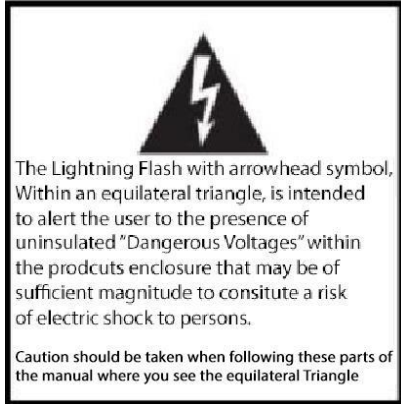 The Lightning Flash with arrowhead symbol,
Within an equilateral triangle, is intended
to alert the user to the presence of
uninsulated "Dangerous Voltages" within
the prodcuts enclosure that may be of
sufficient magnitude to consitute a risk
of electric shock to persons.
Caution should be taken when following these parts of
the manual where you see the equilateral Triangle